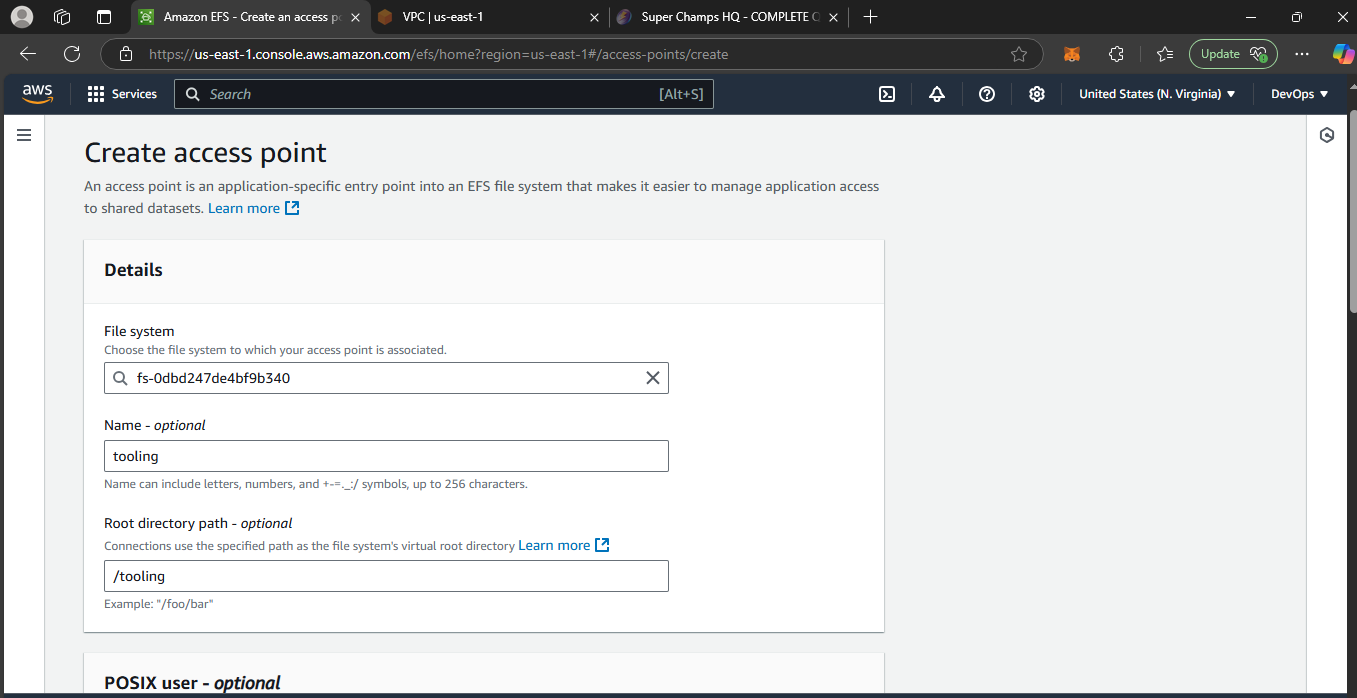 Amazon EFS - Create an access po
VPC | us-east-1
Super Champs HQ - COMPLETE Q
https://us-east-1.console.aws.amazon.com/efs/home?region=us-east-1#/access-points/create
Update
aws
Services
Search
[Alt+S]
United States (N. Virginia)
DevOps
Create access point
An access point is an application-specific entry point into an EFS file system that makes it easier to manage application access
to shared datasets. Learn more
Details
File system
Choose the file system to which your access point is associated.
fs-0dbd247de4bf9b340
Name - optional
tooling
Name can include letters, numbers, and +-=._:/ symbols, up to 256 characters.
Root directory path - optional
Connections use the specified path as the file system's virtual root directory Learn more
/tooling
Example: "/foo/bar"
POSIX user - optional